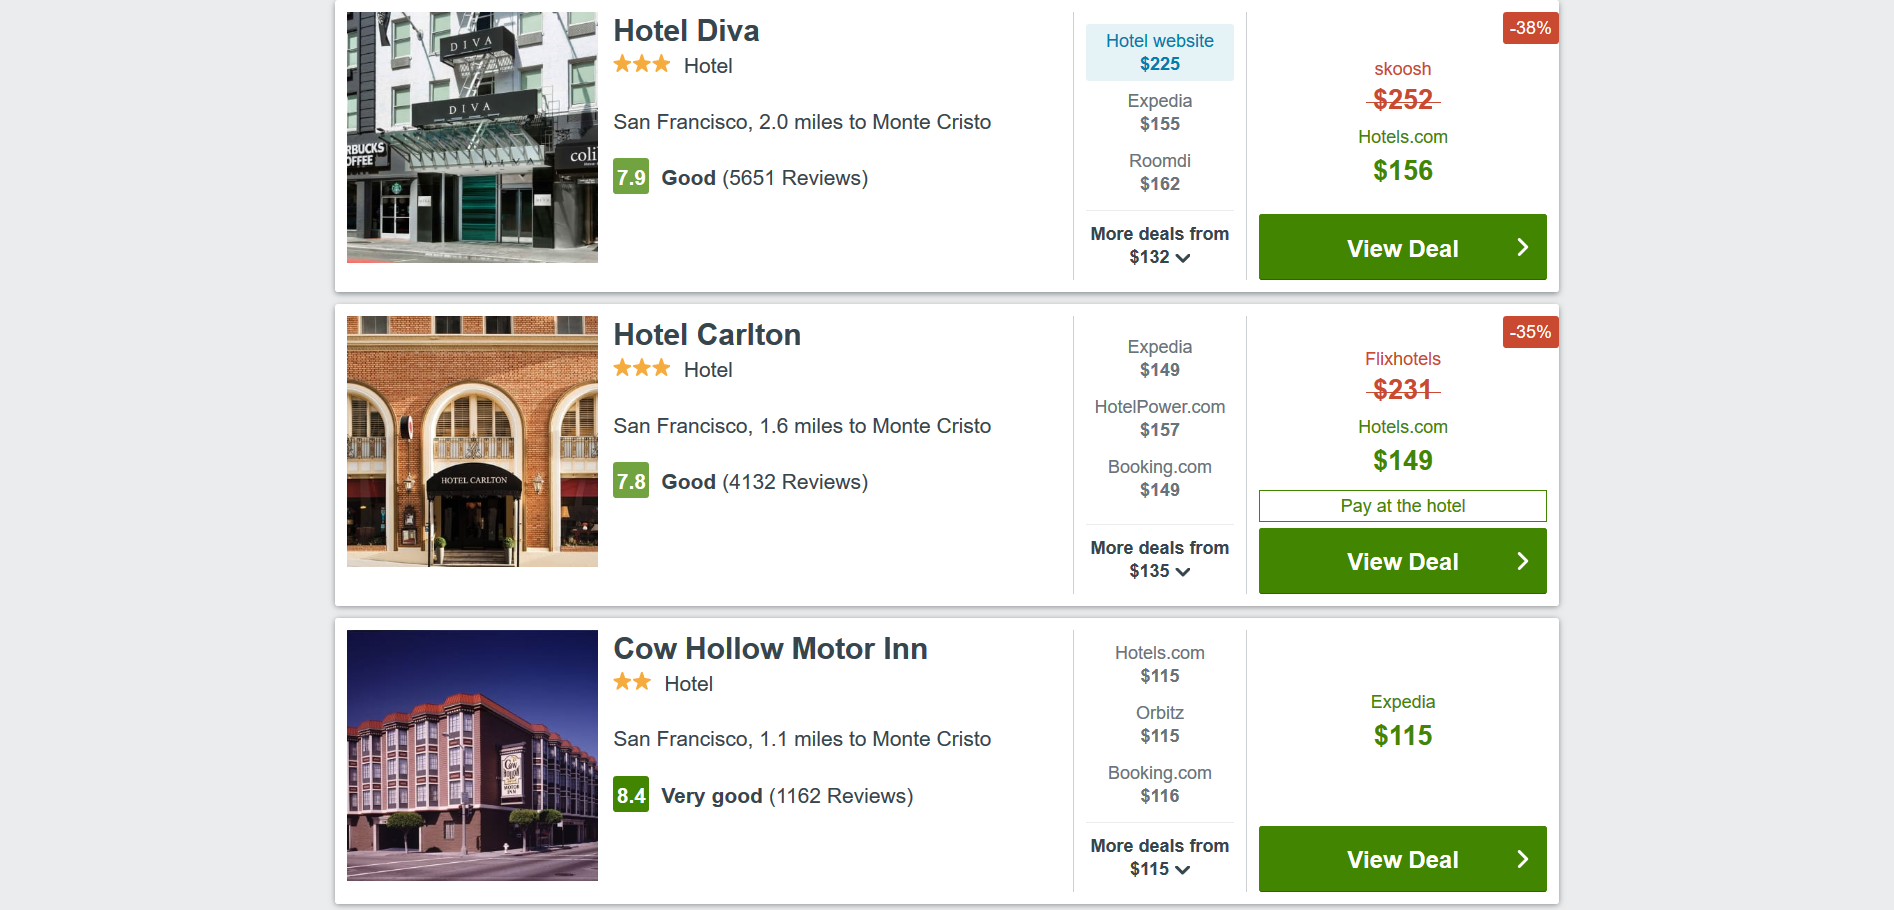 Hotel Diva
Hotel
San Francisco, 2.0 miles to Monte Cristo
7.9 Good (5651 Reviews)
DIVA
DIVA
DIVA
RBUCKS
OFFEE
coli
Hotel website
$225
Expedia
$155
Roomdi
$162
More deals from
$132
-38%
skoosh
$252
Hotels.com
$156
View Deal
Hotel Carlton
Hotel
San Francisco, 1.6 miles to Monte Cristo
7.8 Good (4132 Reviews)
HOTEL CARLTON
Expedia
$149
HotelPower.com
$157
Booking.com
$149
More deals from
$135
-35%
Flixhotels
$231
Hotels.com
$149
Pay at the hotel
View Deal
Cow Hollow Motor Inn
Hotel
San Francisco, 1.1 miles to Monte Cristo
8.4 Very good (1162 Reviews)
Cow
Hollow
MOTOR
INN
Hotels.com
$115
Orbitz
$115
Booking.com
$116
More deals from
$115
Expedia
$115
View Deal